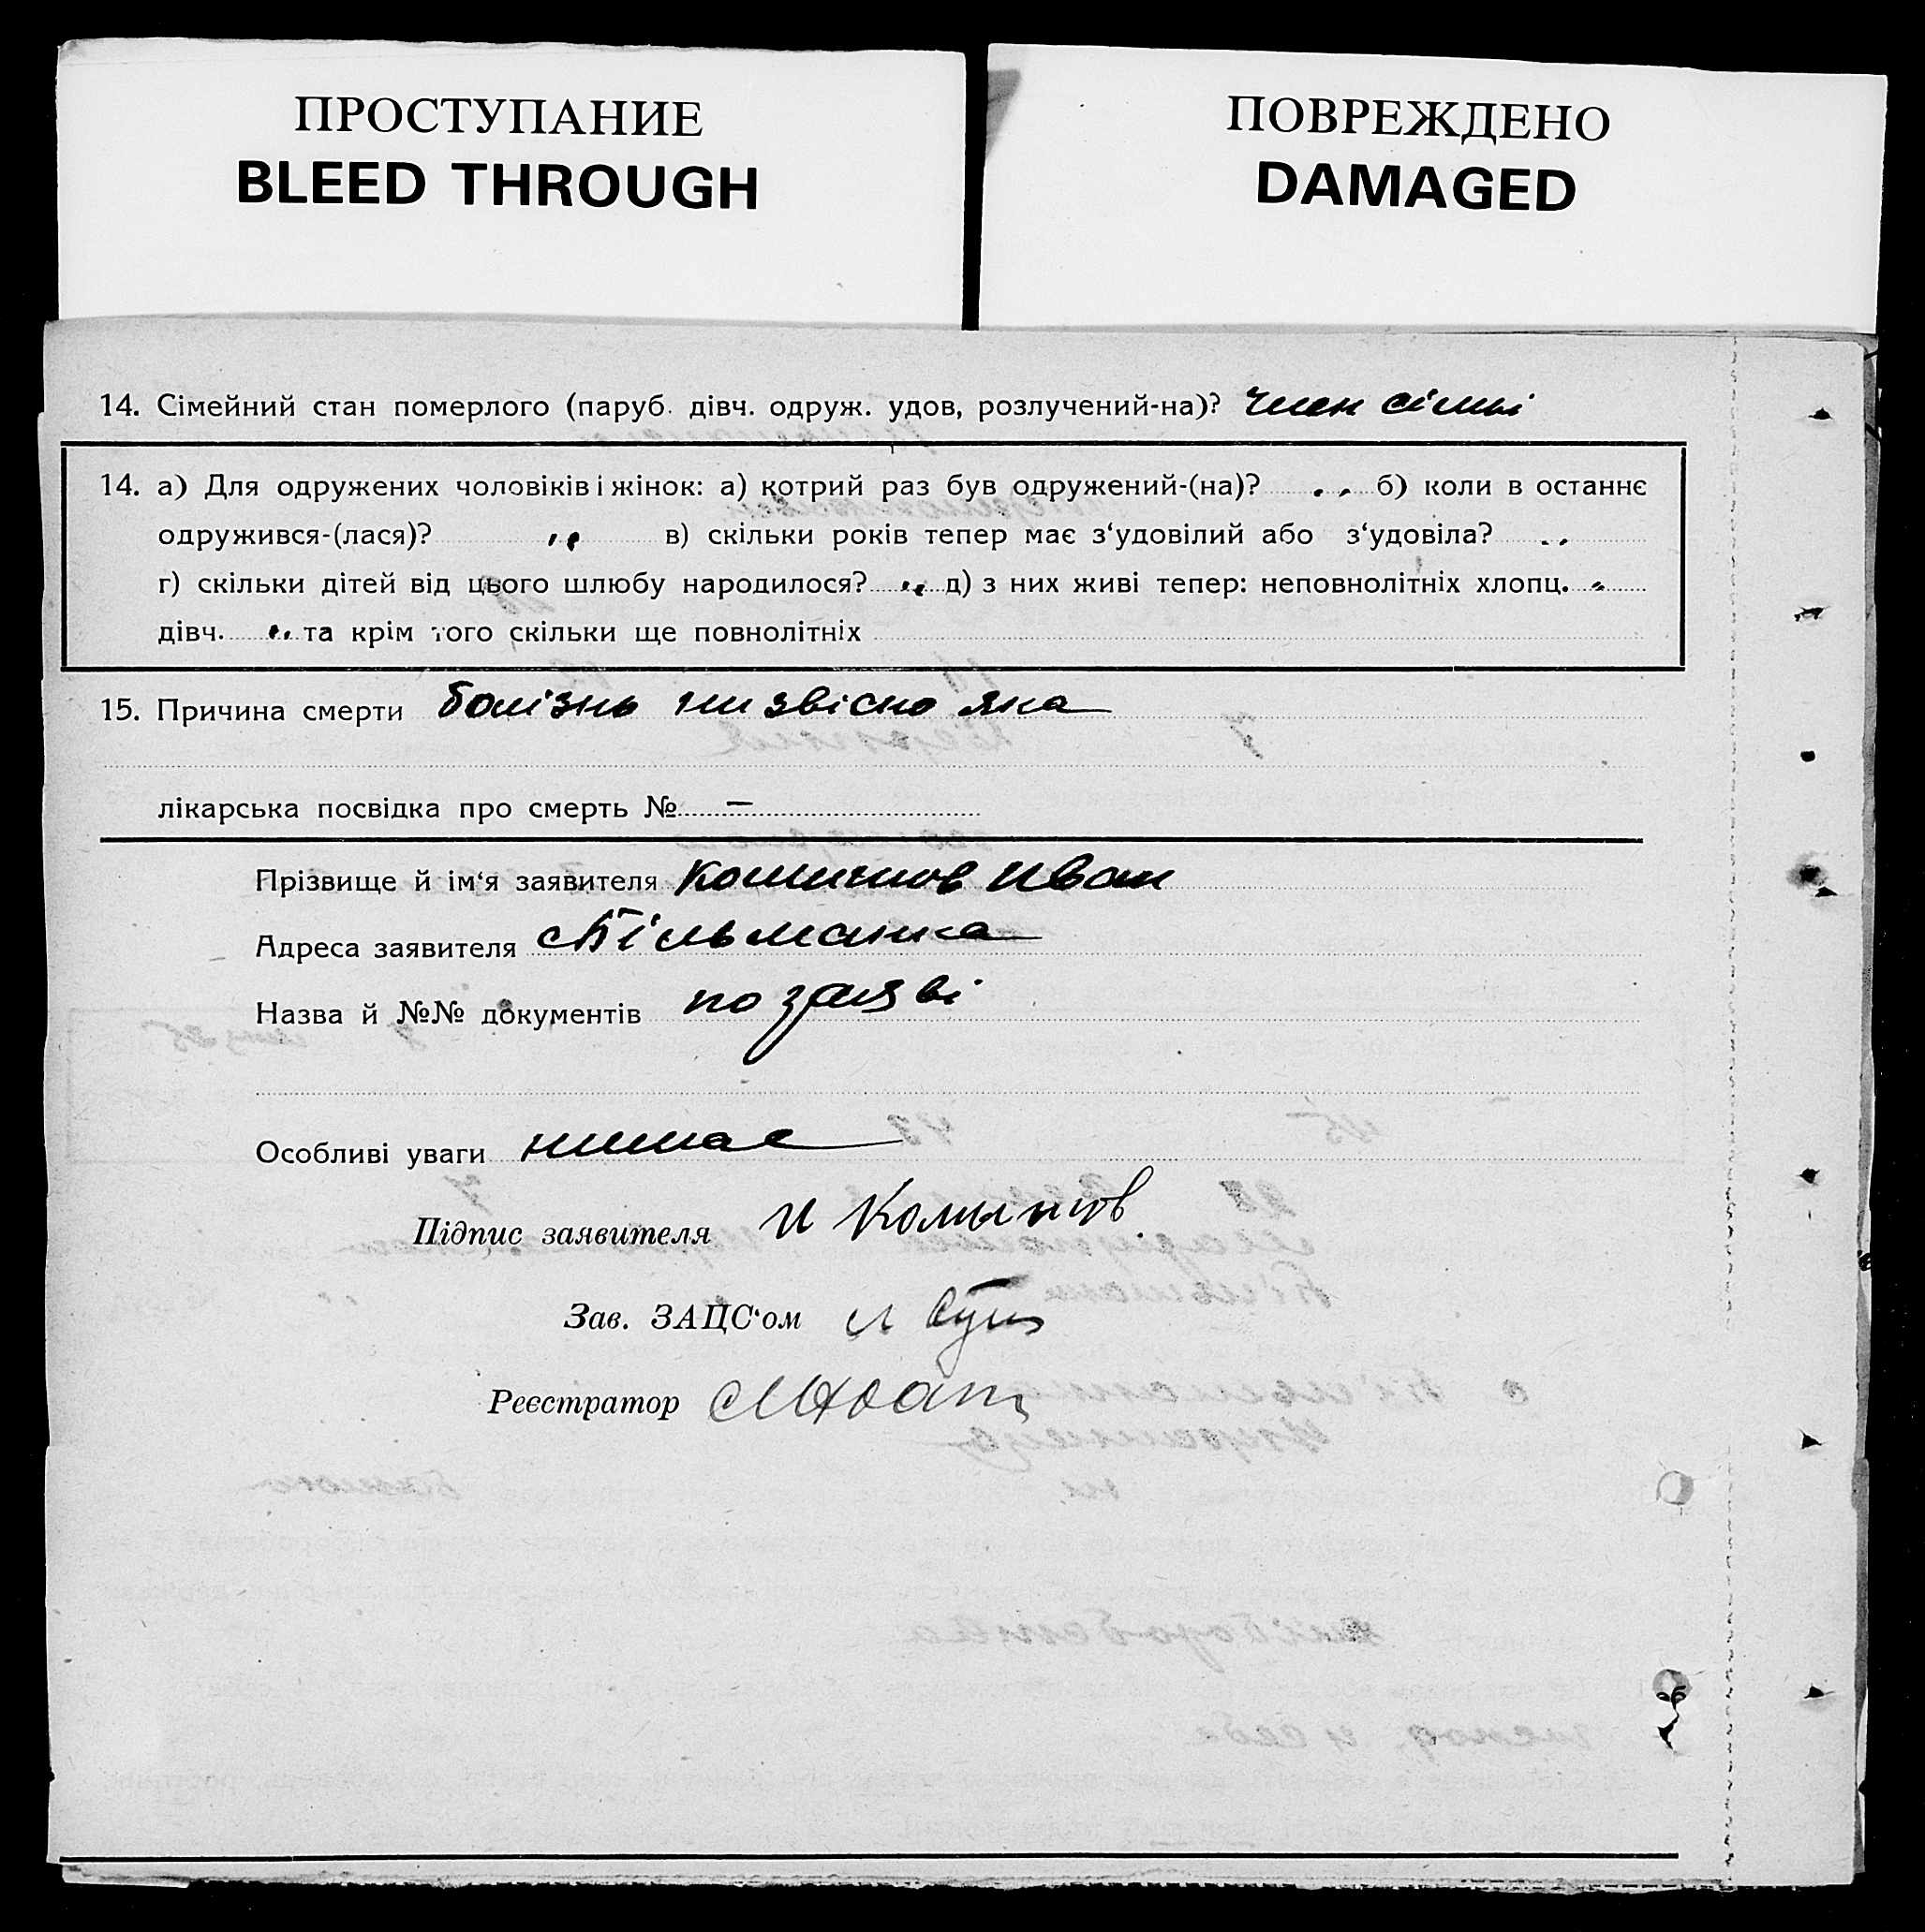 ПРОСТУПАНИЕ
BLEED THROUGH
ПОВРЕЖДЕНО
DAMAGED
14. Сімейний стан померлого (паруб. дівч. одруж. удов, розлучений-на)? член сімьі
14. а) Для одружених чоловіків і жінок: а) котрий раз був одружений-(на)? „ б) коли в останнє
одружився-(лася)? „ в) скільки років тепер має з‘удовілий або з‘удовіла? „
г) скільки дітей від цього шлюбу народилося? „ д) з них живі тепер: неповнолітніх хлопц. „
дівч. „ та крім того скільки ще повнолітніх
15. Причина смерти болізнь низвісно яка
лікарська посвідка про смерть № —
Прізвище й ім‘я заявителя Иван
Адреса заявителя с Більманка
Назва й №№ документів по заяві
Особливі уваги нимае
Підпис заявителя И
Зав. ЗАЦС‘ом
Реєстратор